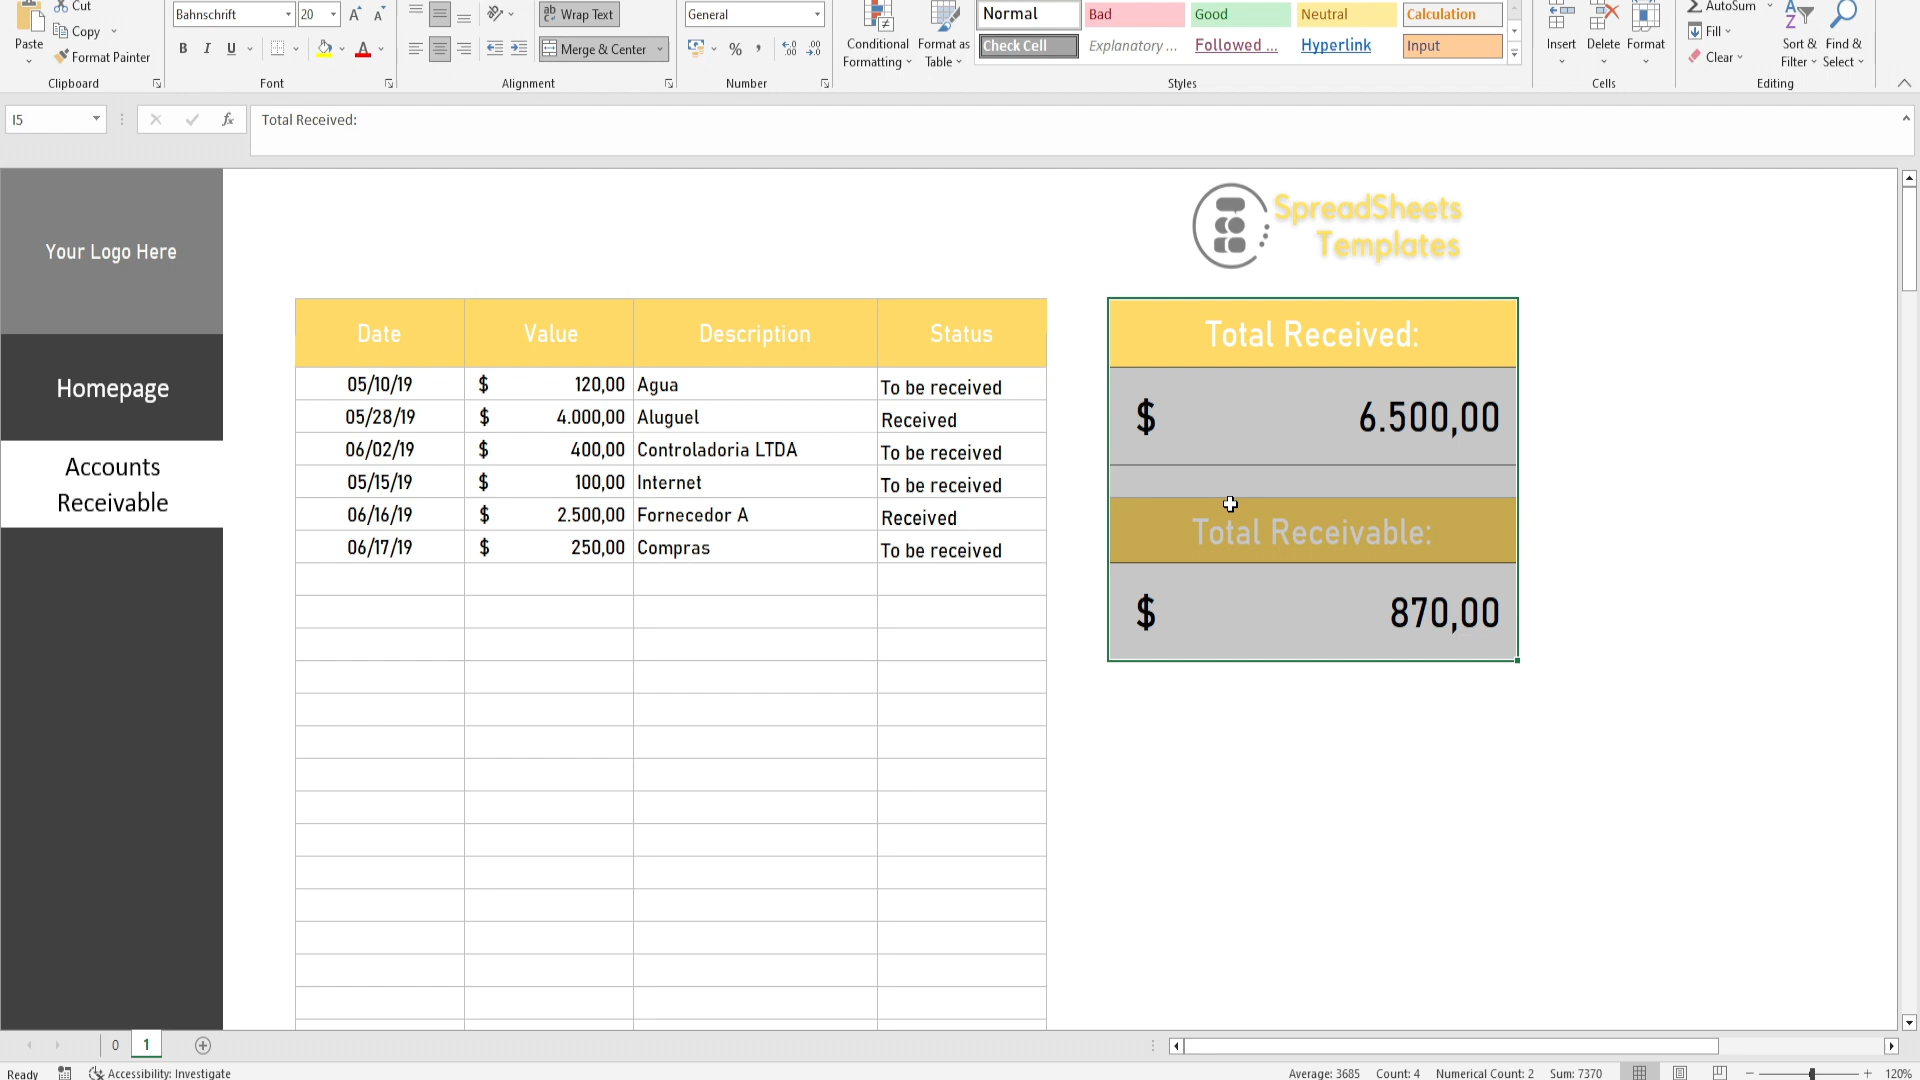 Cut
Bahnschrift 20 Wrap Text General Normal Bad Good Neutral Calculation AutoSum
Copy
Fill
Paste Conditional Format as Check Cell Explanatory ... Followed ... Hyperlink Input Insert Delete Format Sort & Find &
B I U A Merge & Center % Formatting Table Clear Filter Select
Format Painter
Clipboard Font Alignment Number Styles Cells Editing
I5 fx Total Received:
SpreadSheets
Templates
Your Logo Here
Homepage
Accounts
Receivable
Date Value Description Status
05/10/19 $ 120,00 Agua To be received
05/28/19 $ 4.000,00 Aluguel Received
06/02/19 $ 400,00 Controladoria LTDA To be received
05/15/19 $ 100,00 Internet To be received
06/16/19 $ 2.500,00 Fornecedor A Received
06/17/19 $ 250,00 Compras To be received
Total Received:
$ 6.500,00
Total Receivable:
$ 870,00
0 1
Ready Accessibility: Investigate Average: 3685 Count: 4 Numerical Count: 2 Sum: 7370 120%